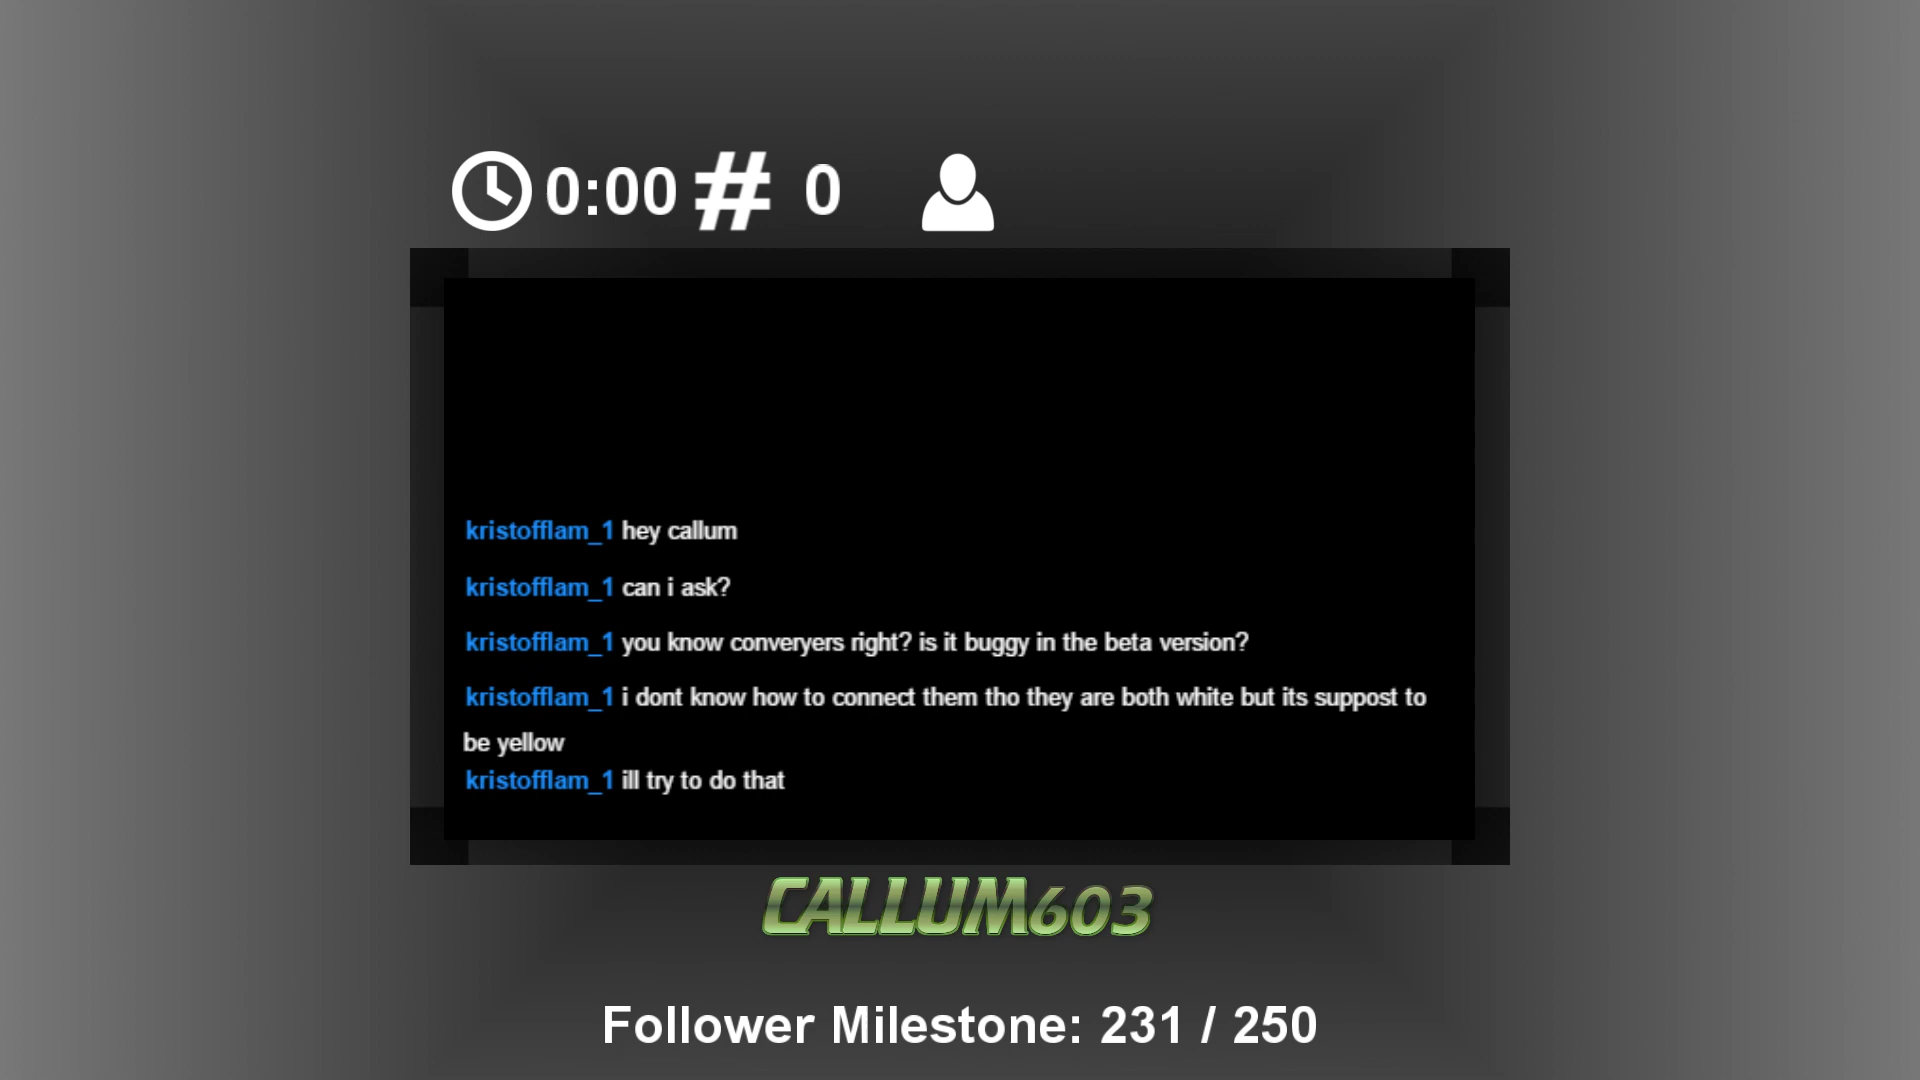 0:00 # 0
kristofflam_1 hey callum
kristofflam_1 can i ask?
kristofflam_1 you know converyers right? is it buggy in the beta version?
kristofflam_1 i dont know how to connect them tho they are both white but its suppost to
be yellow
kristofflam_1 ill try to do that
CALLUM603
Follower Milestone: 231 / 250